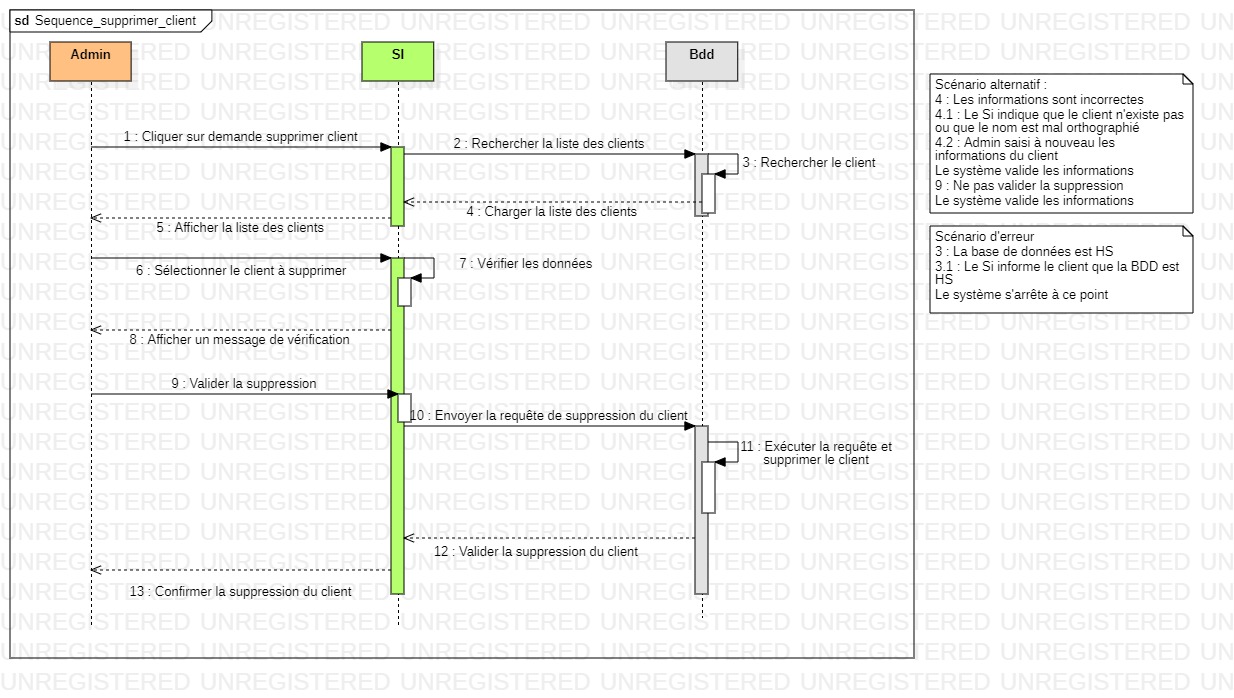 sd Sequence_supprimer_client
Admin
SI
Bdd
1 : Cliquer sur demande supprimer client
2 : Rechercher la liste des clients
3 : Rechercher le client
4 : Charger la liste des clients
5 : Afficher la liste des clients
6 : Sélectionner le client à supprimer
7 : Vérifier les données
8 : Afficher un message de vérification
9 : Valider la suppression
10 : Envoyer la requête de suppression du client
11 : Exécuter la requête et
supprimer le client
12 : Valider la suppression du client
13 : Confirmer la suppression du client
Scénario alternatif :
4 : Les informations sont incorrectes
4.1 : Le Si indique que le client n'existe pas
ou que le nom est mal orthographié
4.2 : Admin saisi à nouveau les
informations du client
Le système valide les informations
9 : Ne pas valider la suppression
Le système valide les informations
Scénario d'erreur
3 : La base de données est HS
3.1 : Le Si informe le client que la BDD est
HS
Le système s'arrête à ce point
UNREGISTERED